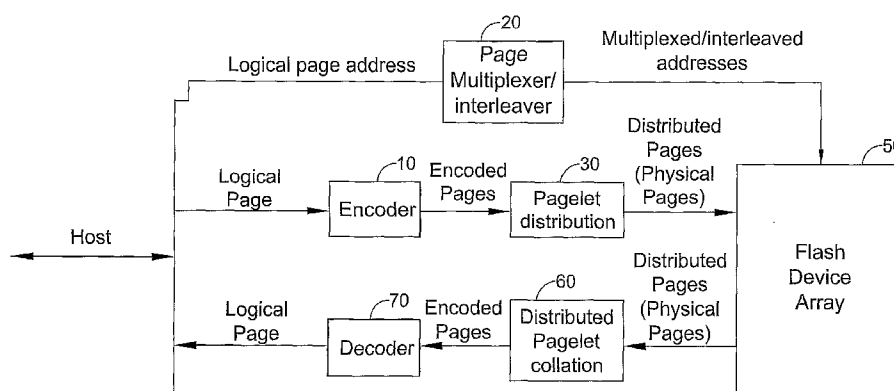 20
Page
Multiplexer/
interleaver
Logical page address
Multiplexed/interleaved
addresses
50
10
30
Logical
Page
Encoder
Encoded
Pages
Pagelet
distribution
Distributed
Pages
(Physical
Pages)
Host
Flash
Device
Array
70
60
Logical
Page
Decoder
Encoded
Pages
Distributed
Pagelet
collation
Distributed
Pages
(Physical
Pages)